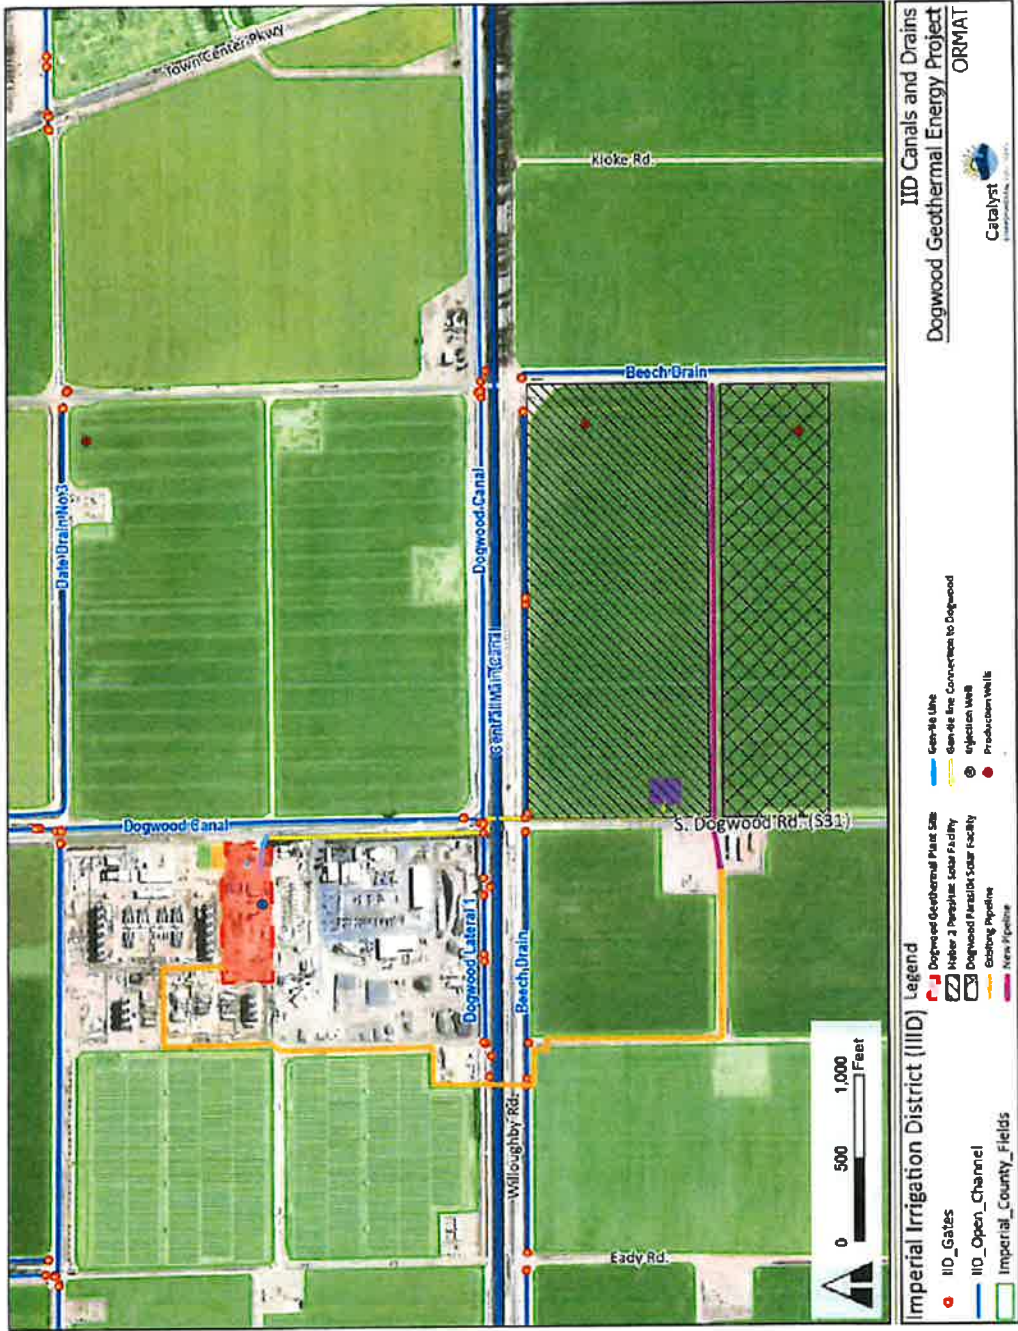 Town Center Pkwy
Kloke Rd.
Date Drain No 3
Dogwood Canal
Beech Drain
Central Main Canal
Dogwood Canal
S. Dogwood Rd. (S31)
Dogwood Lateral 1
Beech Drain
Willoughby Rd.
Eady Rd.
0 500 1,000
Feet
Imperial Irrigation District (IIID)
IID_Gates
IID_Open_Channel
Imperial_County_Fields
Legend
Dogwood Geothermal Plant Site
Heber 2 Parasitic Solar Facility
Dogwood Parasitic Solar Facility
Existing Pipeline
New Pipeline
Gen-tie Line
Gen-tie line Connection to Dogwood
Injection Well
Production Wells
IID Canals and Drains
Dogwood Geothermal Energy Project
Catalyst
ORMAT